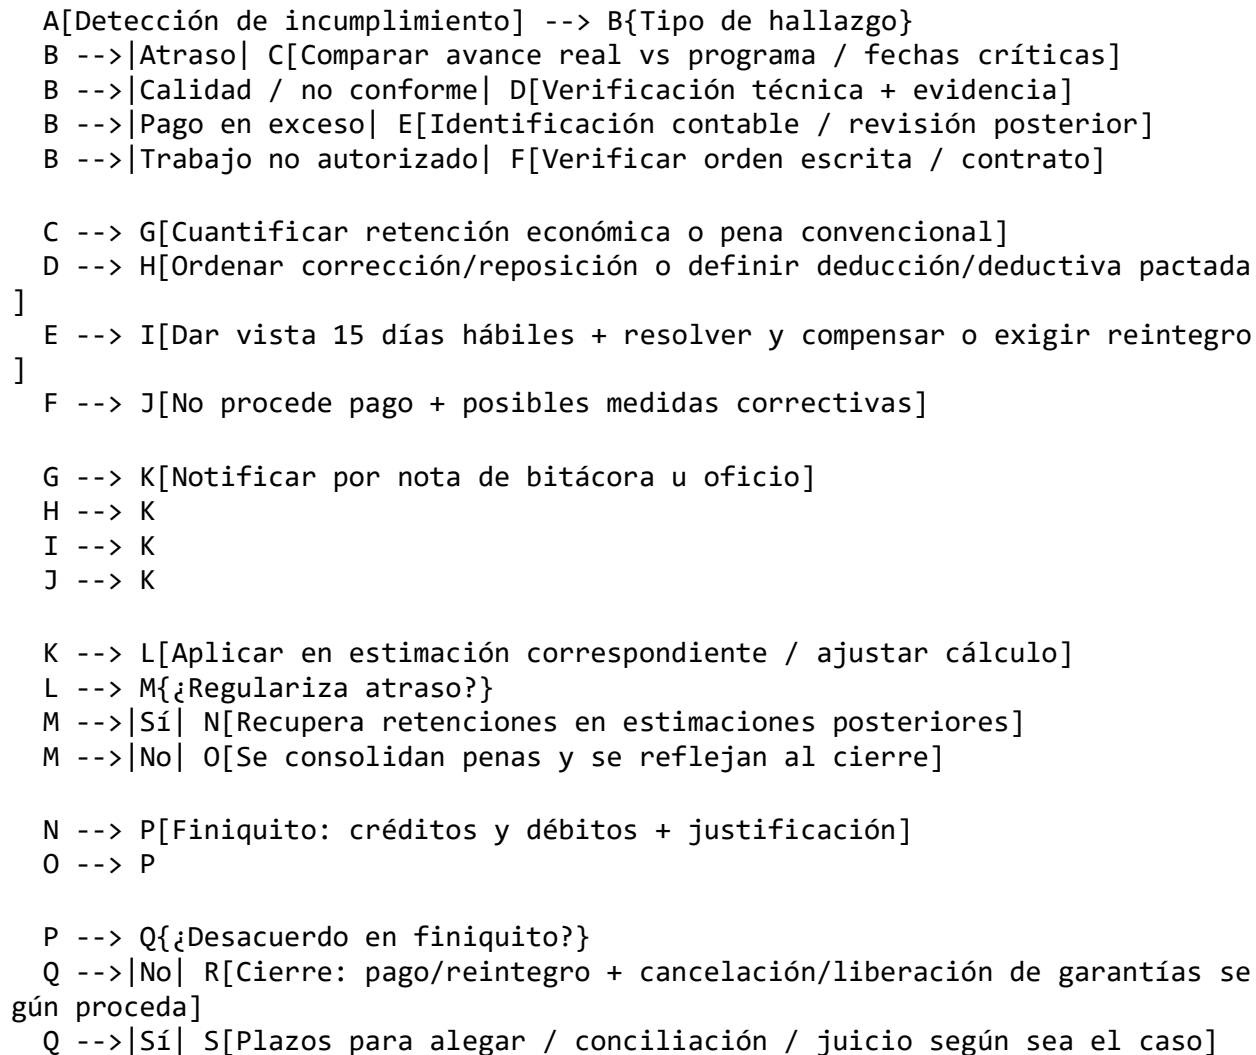 A[Detección de incumplimiento] --> B{Tipo de hallazgo}
B -->|Atraso| C[Comparar avance real vs programa / fechas críticas]
B -->|Calidad / no conforme| D[Verificación técnica + evidencia]
B -->|Pago en exceso| E[Identificación contable / revisión posterior]
B -->|Trabajo no autorizado| F[Verificar orden escrita / contrato]
C --> G[Cuantificar retención económica o pena convencional]
D --> H[Ordenar corrección/reposición o definir deducción/deductiva pactada
]
E --> I[Dar vista 15 días hábiles + resolver y compensar o exigir reintegro
]
F --> J[No procede pago + posibles medidas correctivas]
G --> K[Notificar por nota de bitácora u oficio]
H --> K
I --> K
J --> K
K --> L[Aplicar en estimación correspondiente / ajustar cálculo]
L --> M{¿Regulariza atraso?}
M -->|Sí| N[Recupera retenciones en estimaciones posteriores]
M -->|No| O[Se consolidan penas y se reflejan al cierre]
N --> P[Finiquito: créditos y débitos + justificación]
O --> P
P --> Q{¿Desacuerdo en finiquito?}
Q -->|No| R[Cierre: pago/reintegro + cancelación/liberación de garantías se
gún proceda]
Q -->|Sí| S[Plazos para alegar / conciliación / juicio según sea el caso]